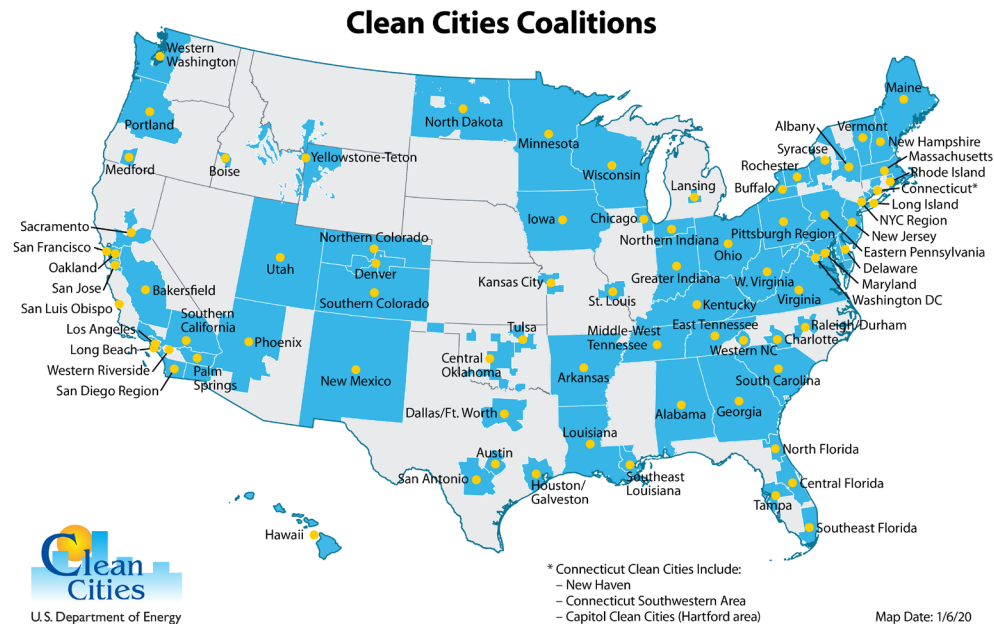 Clean Cities Coalitions
Western
Washington
Portland
Medford
Boise
Yellowstone-Teton
North Dakota
Minnesota
Wisconsin
Lansing
Maine
Albany
Vermont
New Hampshire
Syracuse
Massachusetts
Rochester
Rhode Island
Buffalo
Connecticut*
Long Island
NYC Region
New Jersey
Eastern Pennsylvania
Delaware
Maryland
Washington DC
Sacramento
San Francisco
Oakland
San Jose
San Luis Obispo
Los Angeles
Long Beach
Western Riverside
San Diego Region
Bakersfield
Southern
California
Palm
Springs
Utah
Northern Colorado
Denver
Southern Colorado
Phoenix
New Mexico
Iowa
Chicago
Northern Indiana
Ohio
Pittsburgh Region
Kansas City
St. Louis
Greater Indiana
W. Virginia
Virginia
Kentucky
Tulsa
Middle-West
Tennessee
East Tennessee
Western NC
Raleigh/Durham
Charlotte
Central
Oklahoma
Arkansas
South Carolina
Dallas/Ft. Worth
Alabama
Georgia
Louisiana
Austin
San Antonio
Houston/
Galveston
Southeast
Louisiana
North Florida
Central Florida
Tampa
Southeast Florida
Hawaii
Clean
Cities
U.S. Department of Energy
* Connecticut Clean Cities Include:
– New Haven
– Connecticut Southwestern Area
– Capitol Clean Cities (Hartford area)
Map Date: 1/6/20